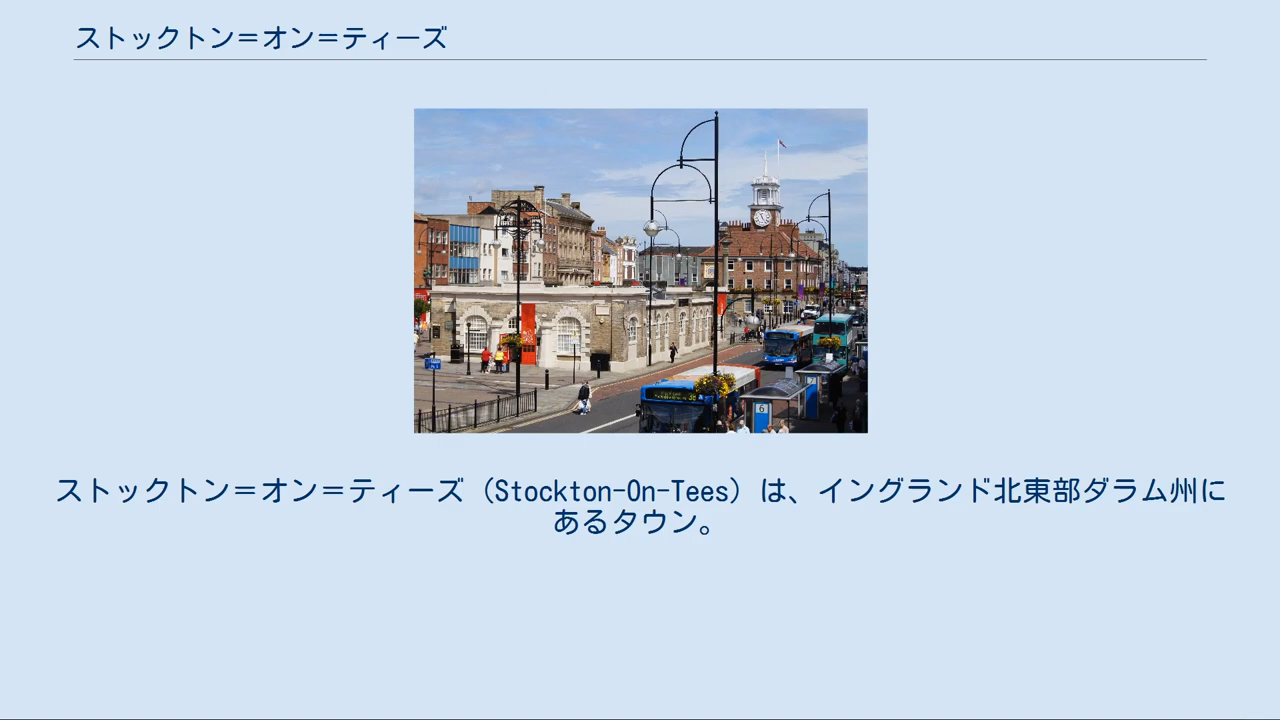 ストックトン＝オン＝ティーズ
6
ストックトン＝オン＝ティーズ（Stockton-On-Tees）は、イングランド北東部ダラム州に
あるタウン。